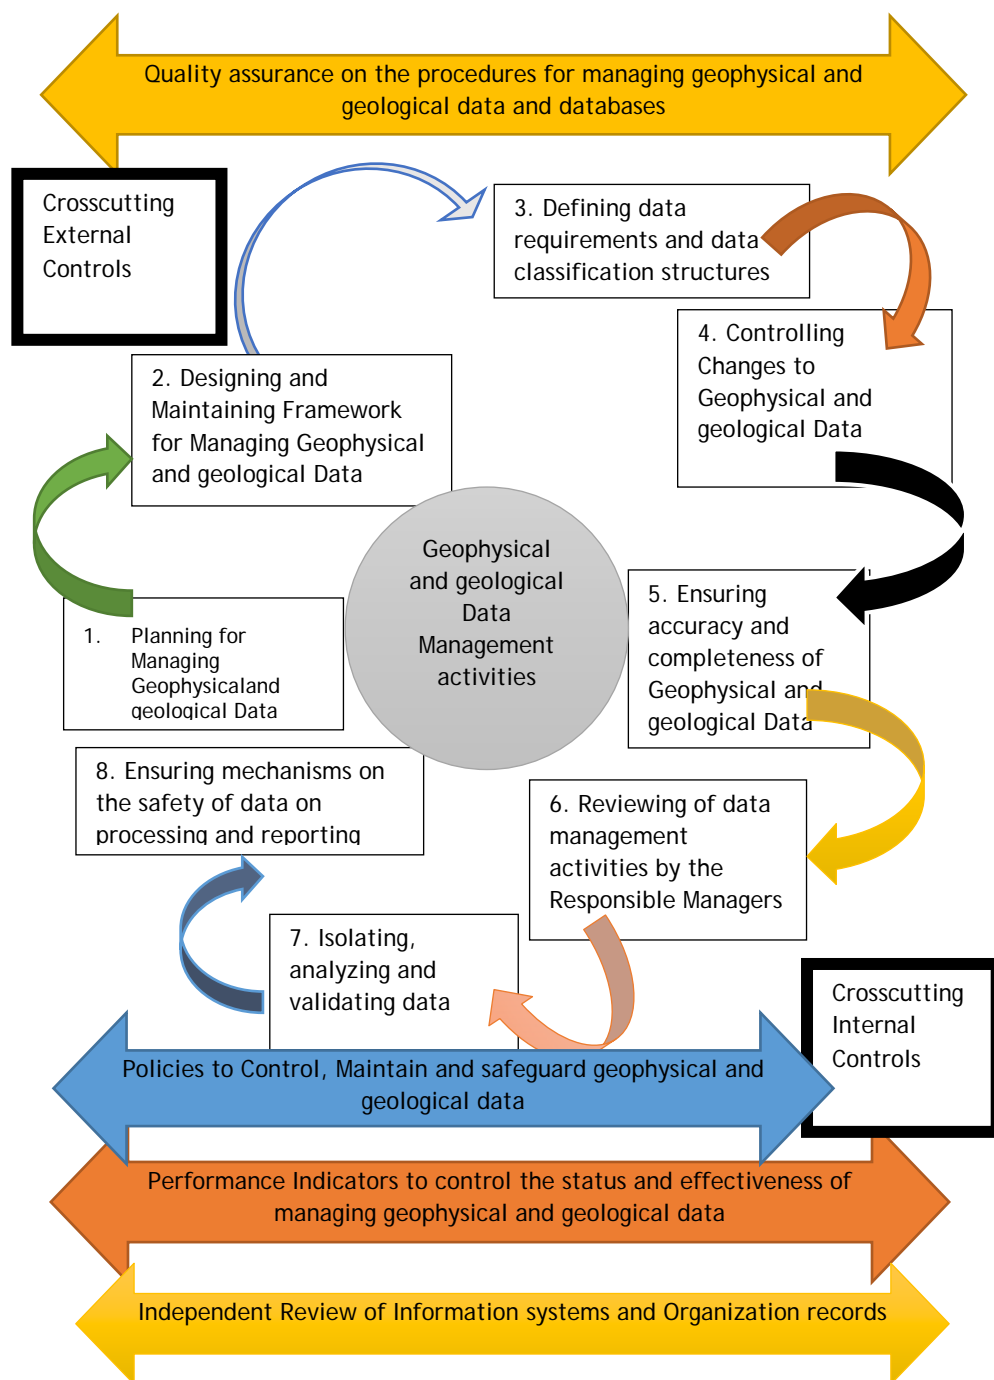 Quality assurance on the procedures for managing geophysical and
geological data and databases
Crosscutting
External
Controls
3. Defining data
requirements and data
classification structures
4. Controlling
Changes to
Geophysical and
geological Data
2. Designing and
Maintaining Framework
for Managing Geophysical
and geological Data
Geophysical
and geological
Data
Management
activities
1. Planning for
Managing
Geophysicaland
geological Data
5. Ensuring
accuracy and
completeness of
Geophysical and
geological Data
8. Ensuring mechanisms on
the safety of data on
processing and reporting
6. Reviewing of data
management
activities by the
Responsible Managers
7. Isolating,
analyzing and
validating data
Crosscutting
Internal
Controls
Policies to Control, Maintain and safeguard geophysical and
geological data
Performance Indicators to control the status and effectiveness of
managing geophysical and geological data
Independent Review of Information systems and Organization records